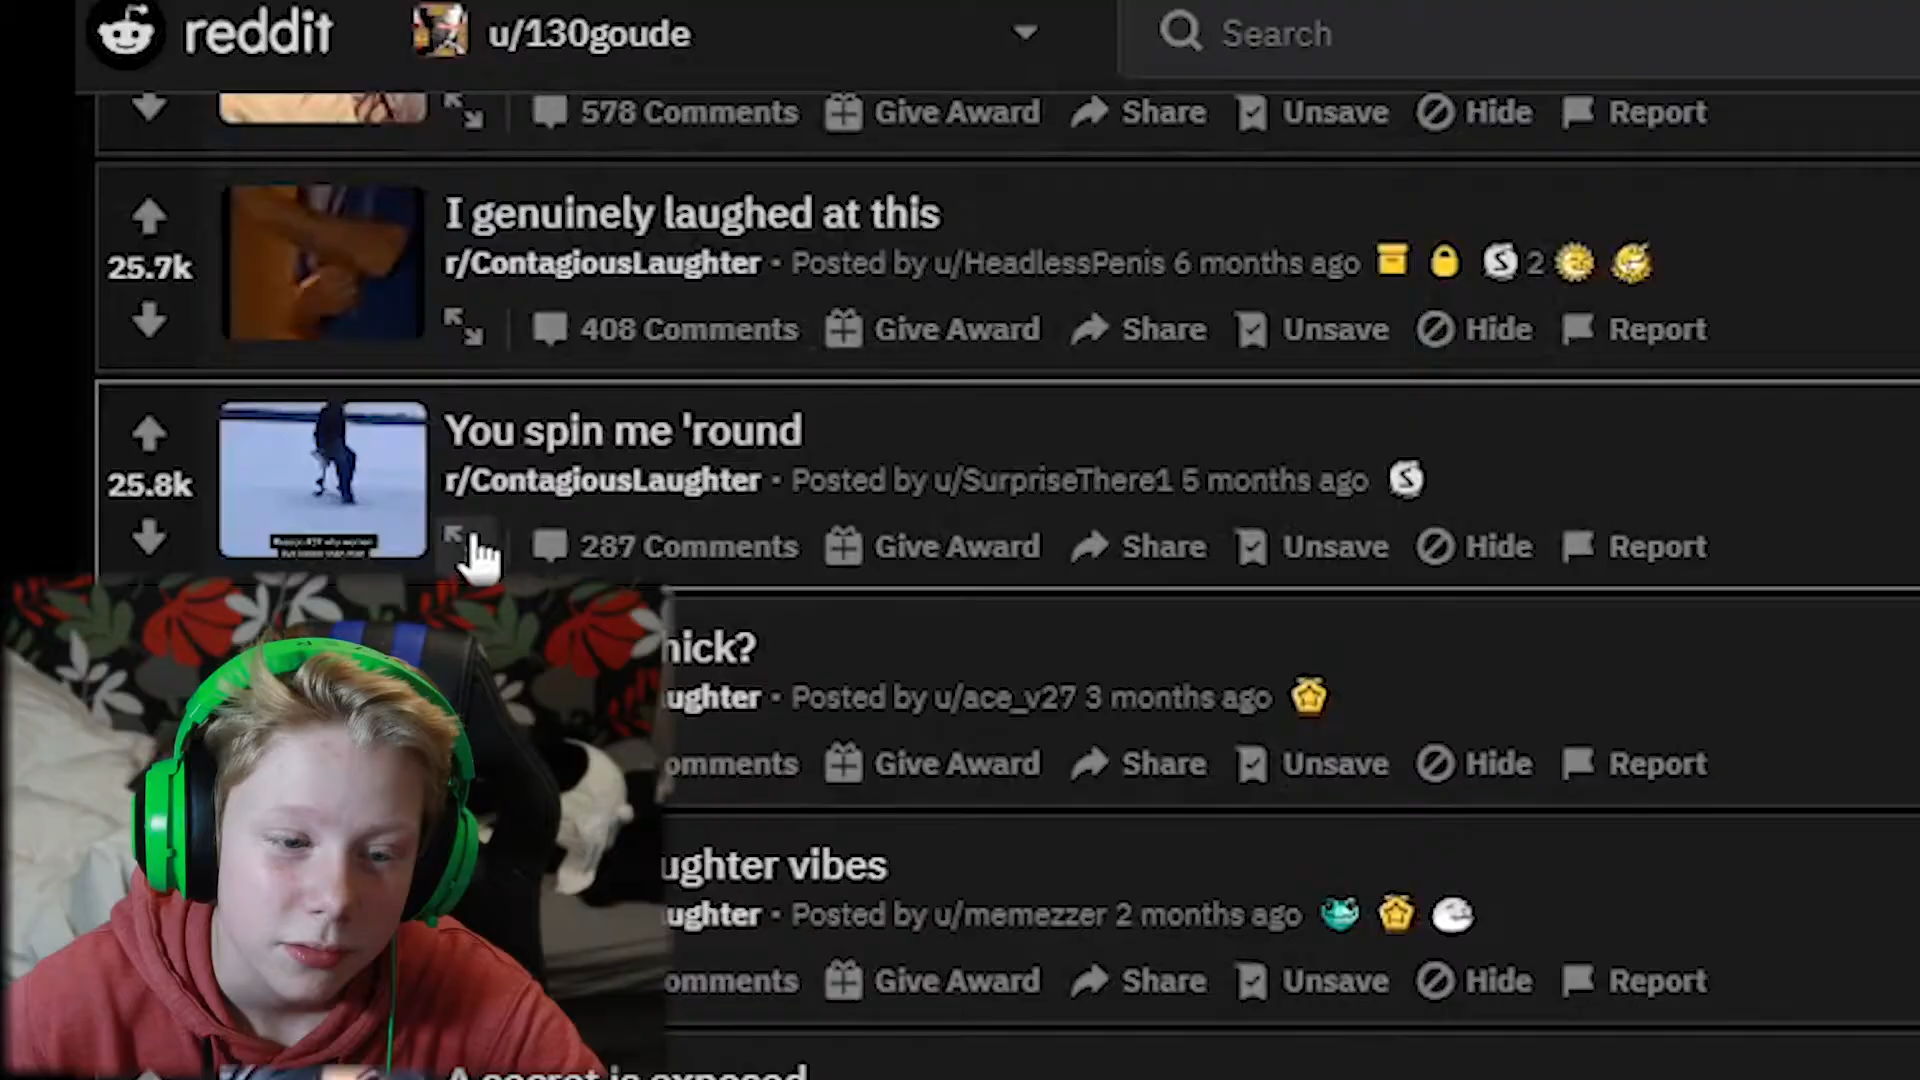 reddit u/130goude Search
578 Comments Give Award Share Unsave Hide Report
I genuinely laughed at this
25.7k r/ContagiousLaughter • Posted by u/HeadlessPenis 6 months ago 2
408 Comments Give Award Share Unsave Hide Report
You spin me 'round
25.8k r/ContagiousLaughter • Posted by u/SurpriseThere1 5 months ago
287 Comments Give Award Share Unsave Hide Report
hick?
ughter • Posted by u/ace_v27 3 months ago
omments Give Award Share Unsave Hide Report
ughter vibes
ughter • Posted by u/memezzer 2 months ago
omments Give Award Share Unsave Hide Report
A secret is exposed